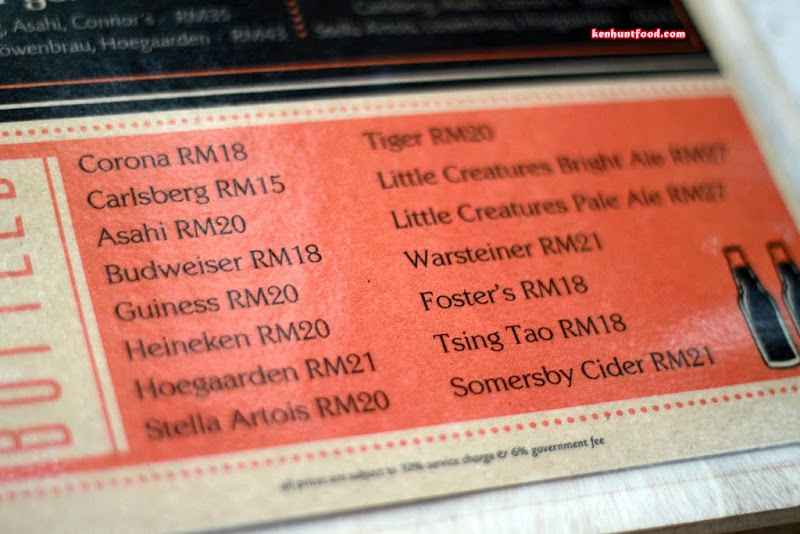 Asahi, Connor's - RM35
Löwenbrau, Hoegaarden - RM43
kenhuntfood.com
BOTTLED
Corona RM18
Carlsberg RM15
Asahi RM20
Budweiser RM18
Guiness RM20
Heineken RM20
Hoegaarden RM21
Stella Artois RM20
Tiger RM20
Little Creatures Bright Ale RM27
Little Creatures Pale Ale RM27
Warsteiner RM21
Foster's RM18
Tsing Tao RM18
Somersby Cider RM21
all prices are subject to 10% service charge & 6% government fee